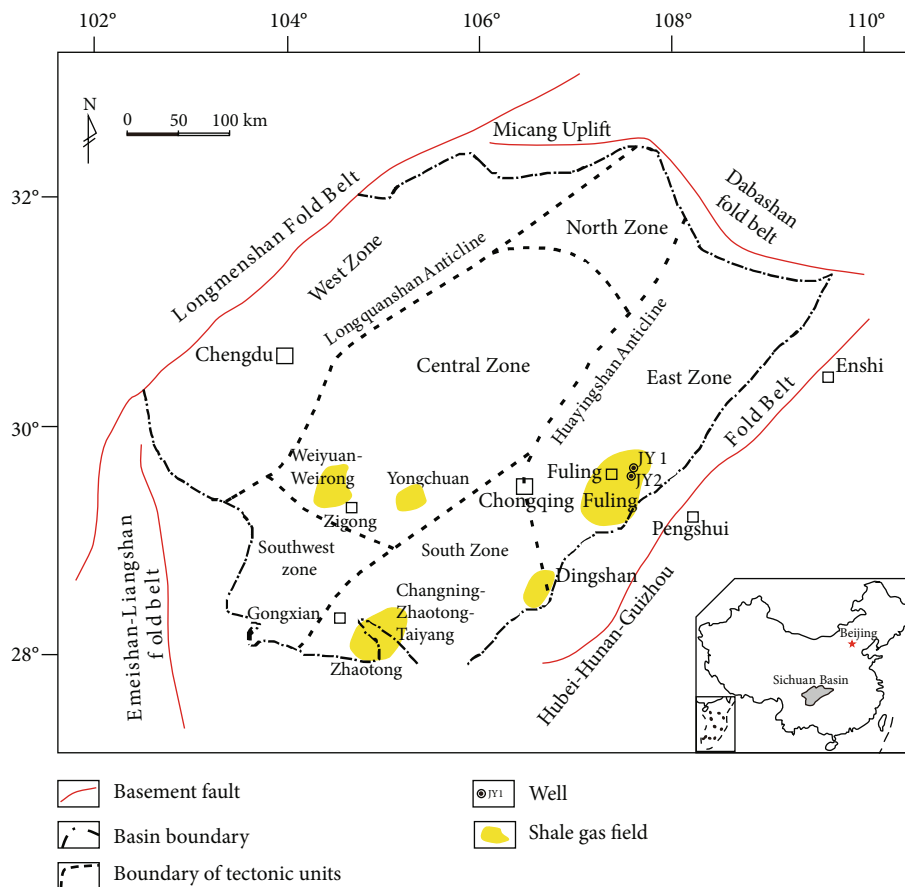 102°
104°
106°
108°
110°
N
0 50 100 km
Micang Uplift
32°
Dabashan
fold belt
Longmenshan Fold Belt
West Zone
North Zone
Longquanshan Anticline
Chengdu
Central Zone
Huayingshan Anticline
East Zone
Enshi
30°
Fold Belt
Weiyuan-
Weirong
Yongchuan
Zigong
Chongqing
Fuling
JY 1
JY2
Fuling
Pengshui
Southwest
zone
South Zone
Dingshan
Gongxian
Changning-
Zhaotong-
Taiyang
Zhaotong
28°
Emeishan-Liangshan
fold belt
Hubei-Hunan-Guizhou
Beijing
Sichuan Basin
Basement fault
Basin boundary
Boundary of tectonic units
JY1 Well
Shale gas field